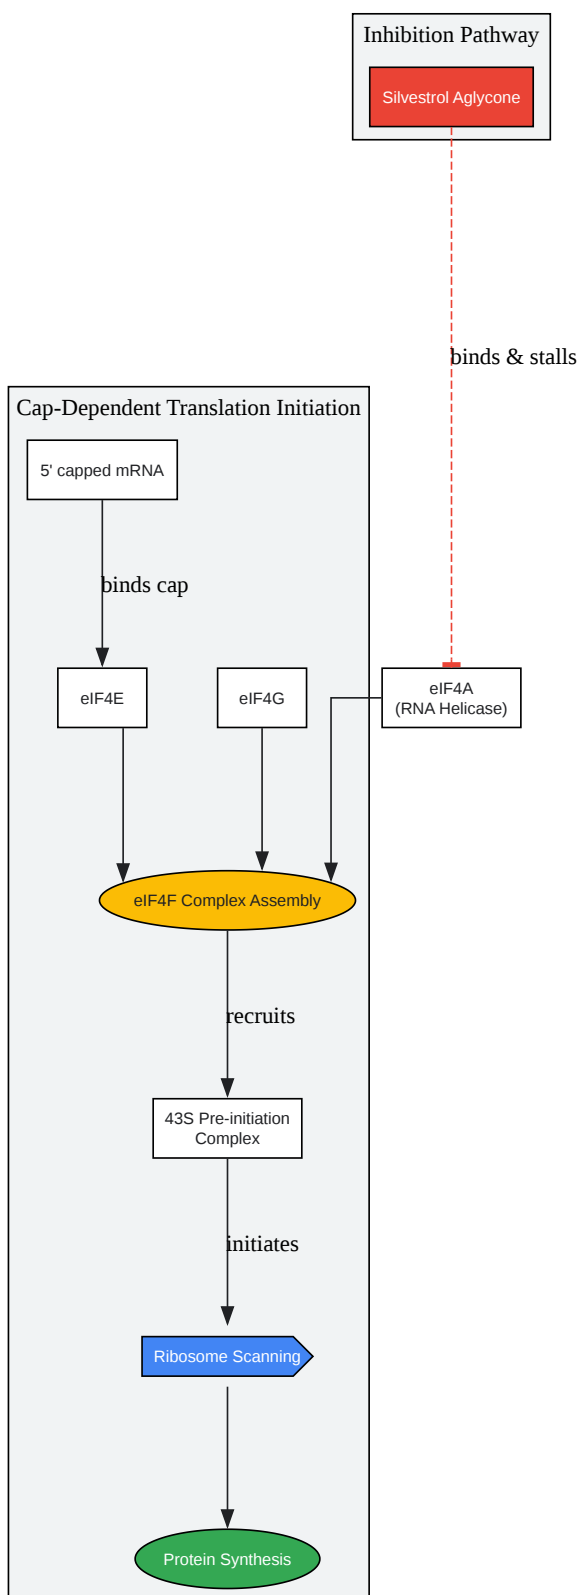 Inhibition Pathway
Silvestrol Aglycone
binds & stalls
Cap-Dependent Translation Initiation
5' capped mRNA
binds cap
eIF4E
eIF4G
eIF4A
(RNA Helicase)
eIF4F Complex Assembly
recruits
43S Pre-initiation
Complex
initiates
Ribosome Scanning
Protein Synthesis